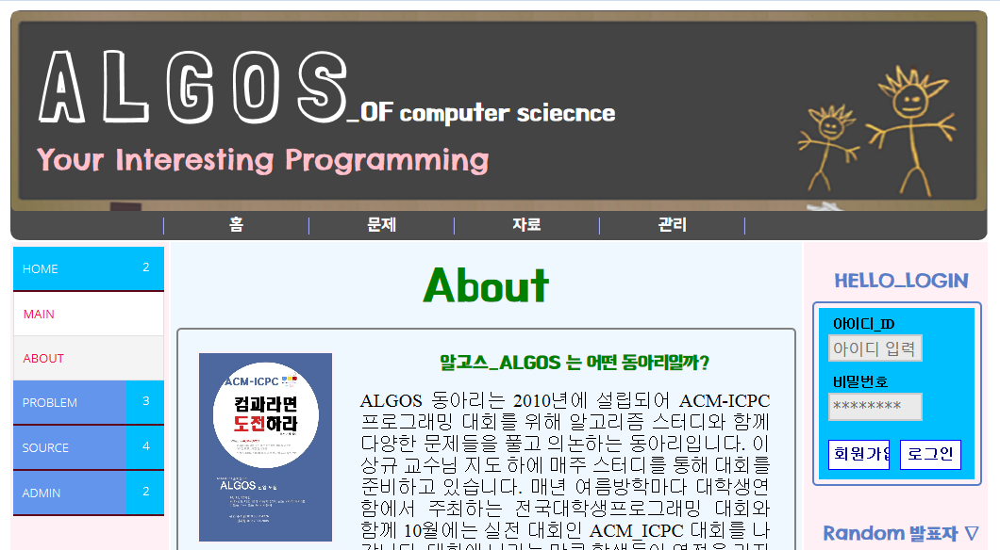 ALGOS_OF computer sciecnce
Your Interesting Programming
홈 문제 자료 관리
HOME 2
MAIN
ABOUT
PROBLEM 3
SOURCE 4
ADMIN 2
About
ACM-ICPC
컴과라면
도전하라
ALGOS
알고스_ALGOS 는 어떤 동아리일까?
ALGOS 동아리는 2010년에 설립되어 ACM-ICPC
프로그래밍 대회를 위해 알고리즘 스터디와 함께
다양한 문제들을 풀고 의논하는 동아리입니다. 이
상규 교수님 지도 하에 매주 스터디를 통해 대회를
준비하고 있습니다. 매년 여름방학마다 대학생연
합에서 주최하는 전국대학생프로그래밍 대회와
함께 10월에는 실전 대회인 ACM_ICPC 대회를 나
HELLO_LOGIN
아이디_ID
아이디 입력
비밀번호
********
회원가입 로그인
Random 발표자 ▽